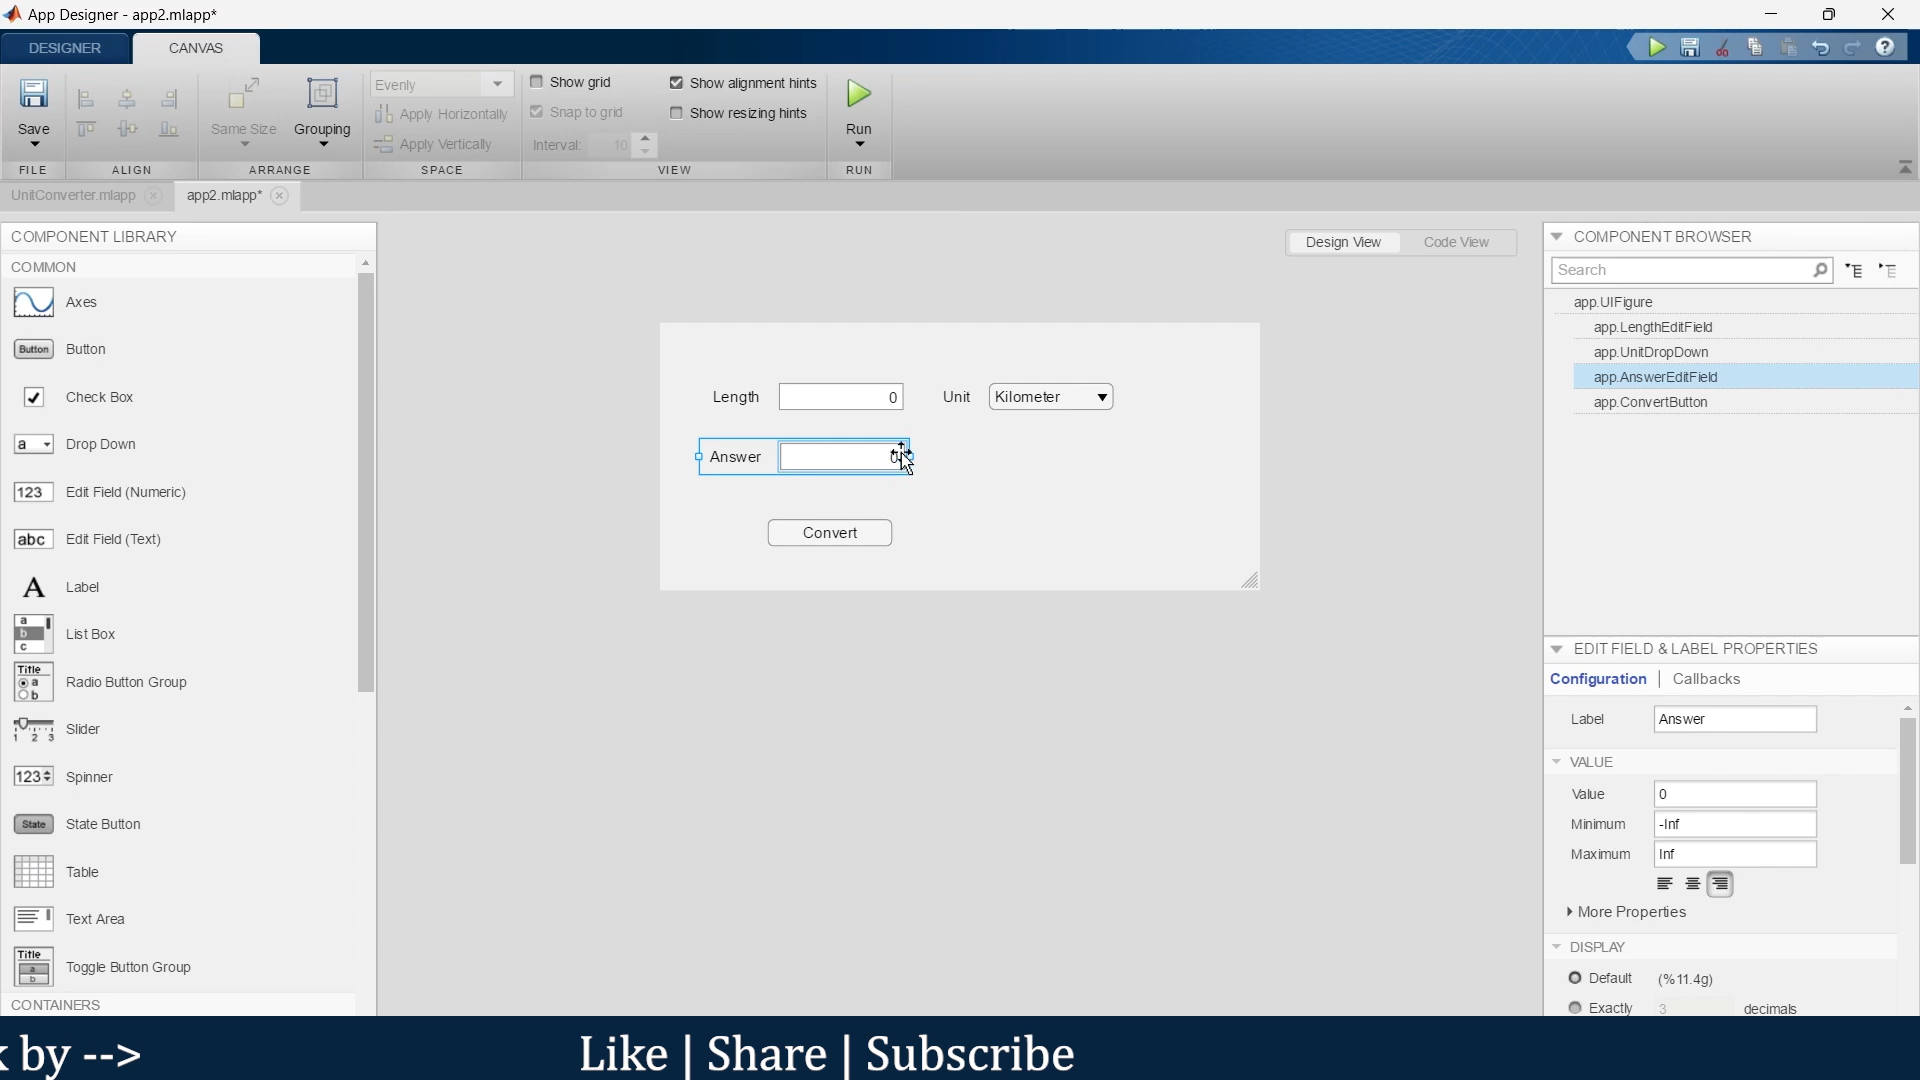 App Designer - app2.mlapp*
DESIGNER
CANVAS
Save
FILE
ALIGN
Same Size
Grouping
ARRANGE
Evenly
Apply Horizontally
Apply Vertically
SPACE
Show grid
Snap to grid
Interval: 10
Show alignment hints
Show resizing hints
VIEW
Run
RUN
UnitConverter.mlapp
app2.mlapp*
COMPONENT LIBRARY
COMMON
Axes
Button Button
Check Box
a Drop Down
123 Edit Field (Numeric)
abc Edit Field (Text)
A Label
a
b
c
List Box
Title
a
b
Radio Button Group
1 2 3
Slider
123 Spinner
State State Button
Table
Text Area
Title
a
b
Toggle Button Group
CONTAINERS
Design View
Code View
Length 0
Unit Kilometer
Answer 0
Convert
COMPONENT BROWSER
Search
app.UIFigure
app.LengthEditField
app.UnitDropDown
app.AnswerEditField
app.ConvertButton
EDIT FIELD & LABEL PROPERTIES
Configuration | Callbacks
Label Answer
VALUE
Value 0
Minimum -Inf
Maximum Inf
More Properties
DISPLAY
Default (%11.4g)
Exactly 3 decimals
by -->
Like | Share | Subscribe